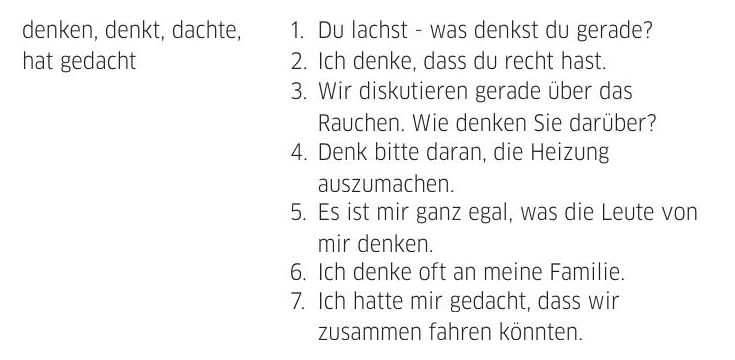 denken, denkt, dachte,
hat gedacht
1. Du lachst - was denkst du gerade?
2. Ich denke, dass du recht hast.
3. Wir diskutieren gerade über das
Rauchen. Wie denken Sie darüber?
4. Denk bitte daran, die Heizung
auszumachen.
5. Es ist mir ganz egal, was die Leute von
mir denken.
6. Ich denke oft an meine Familie.
7. Ich hatte mir gedacht, dass wir
zusammen fahren könnten.